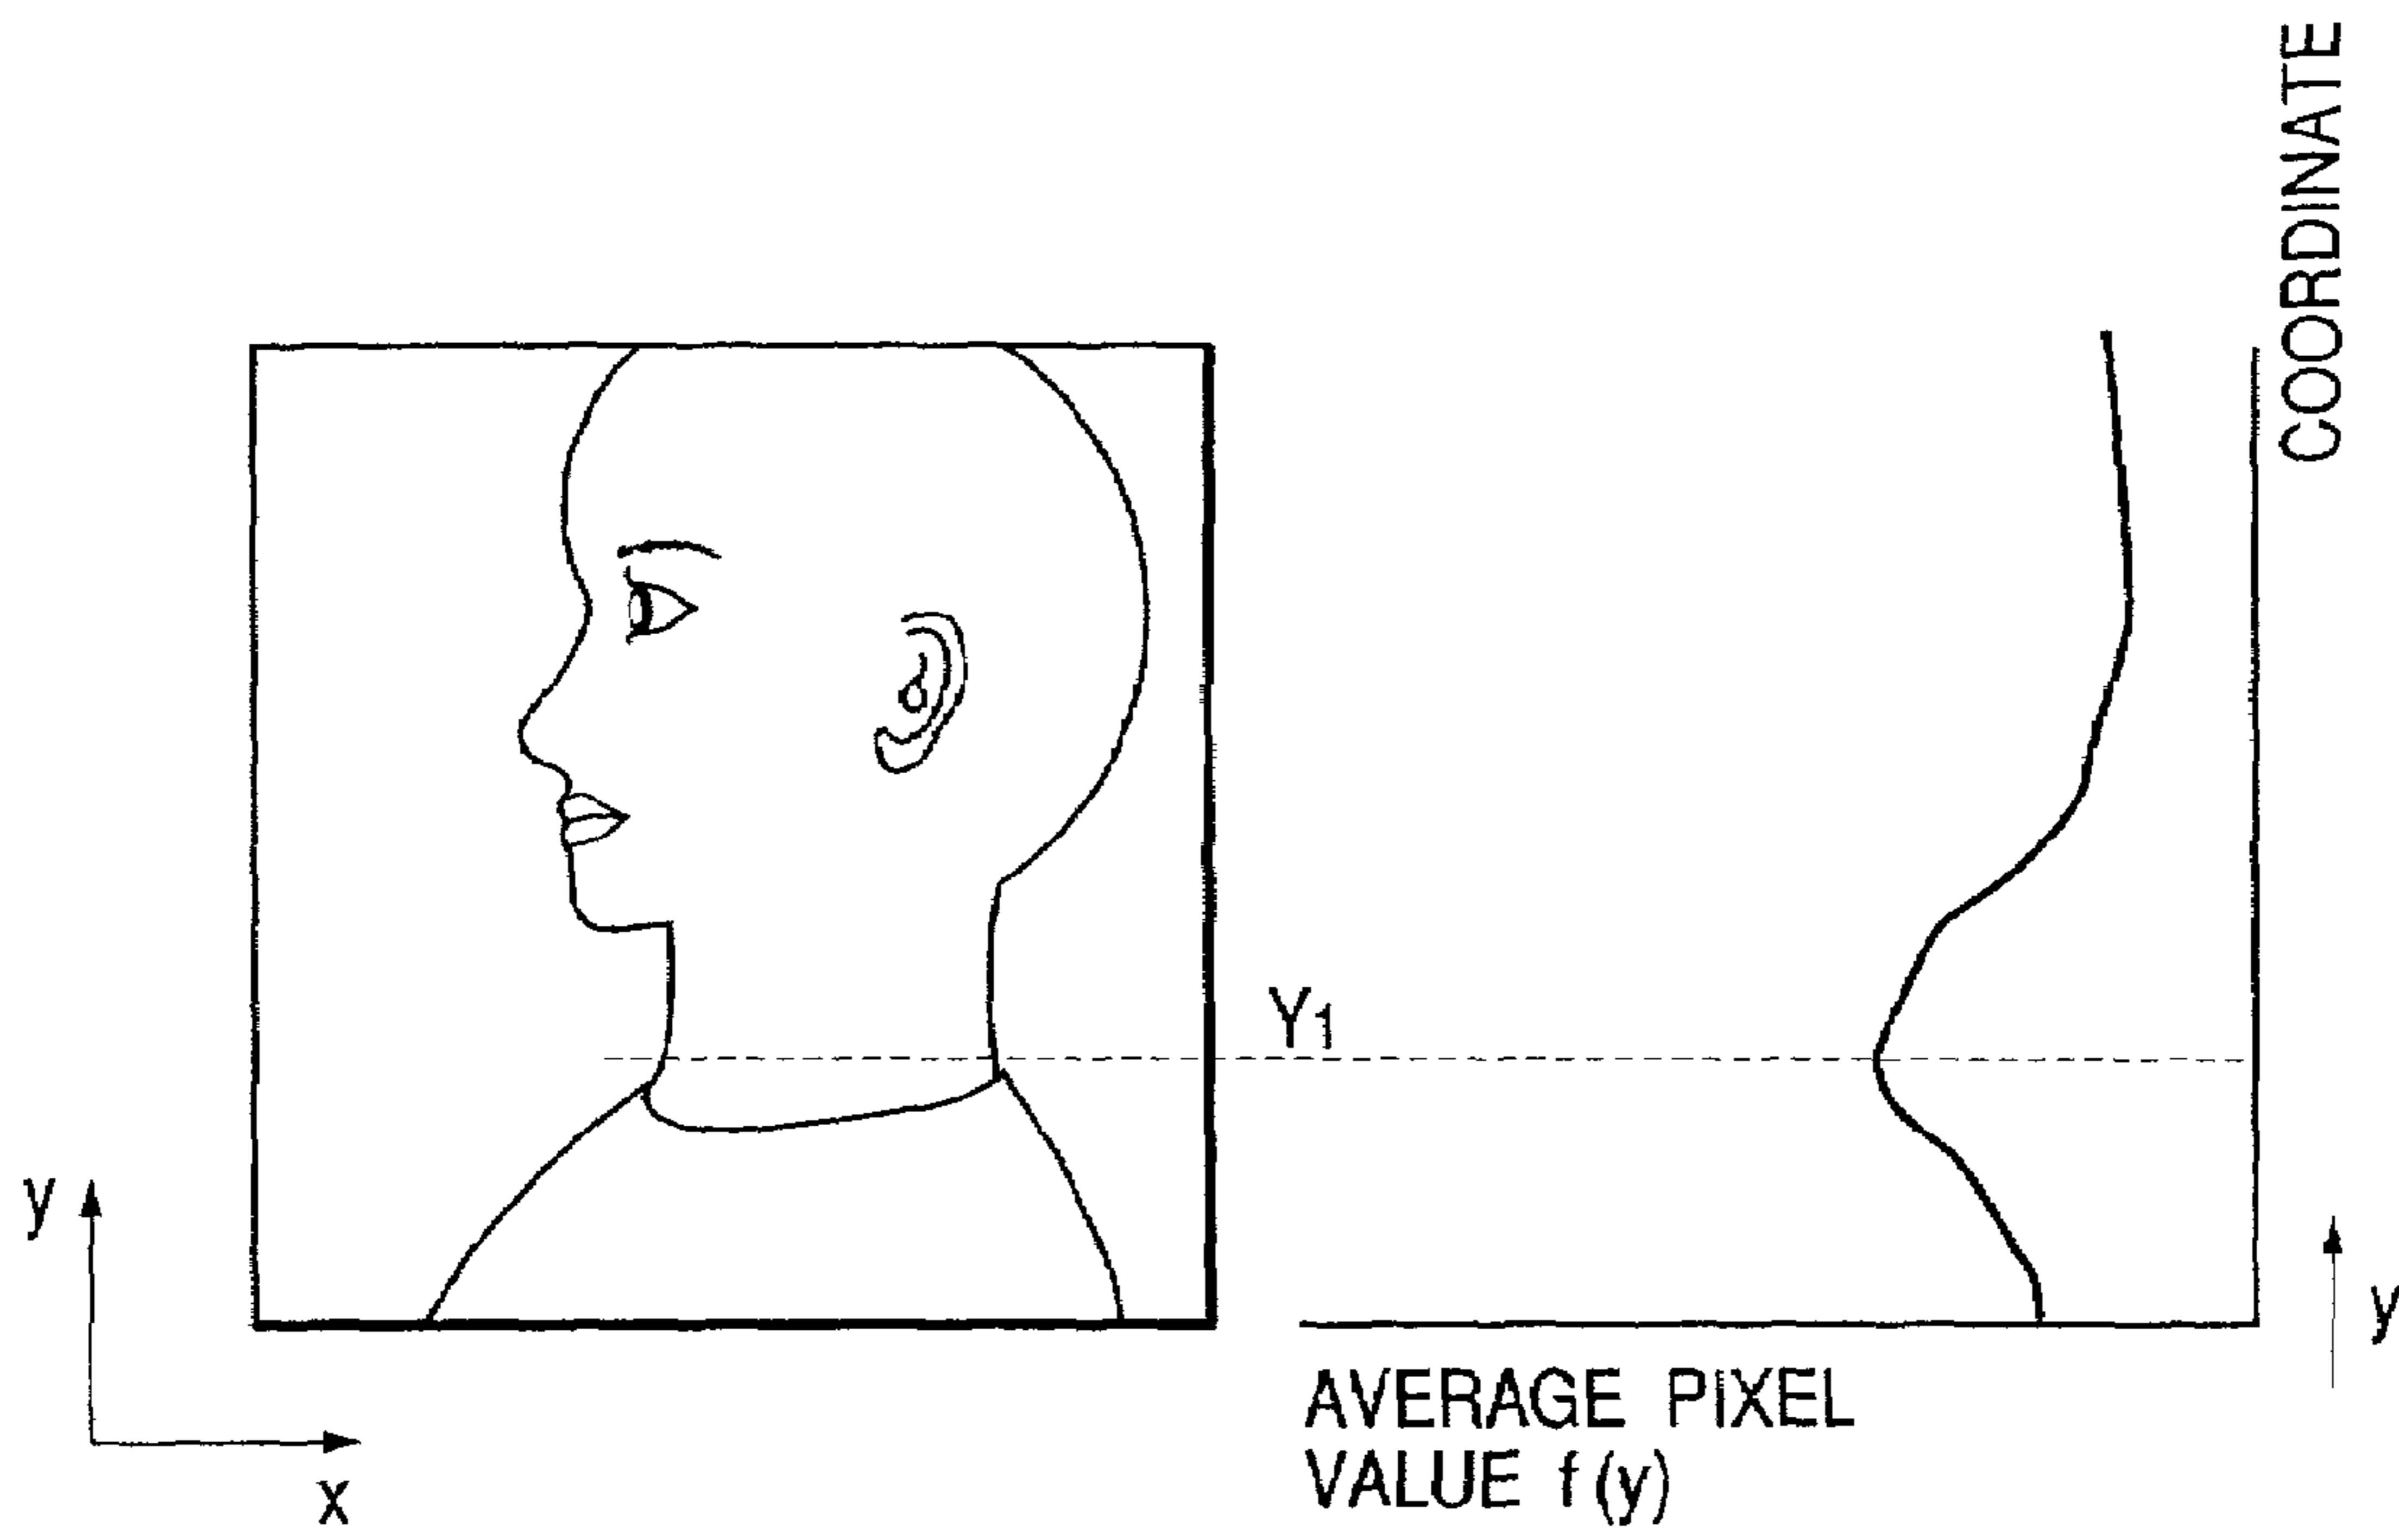 COORDINATE
Y1
y
x
AVERAGE PIXEL
VALUE f(y)
y